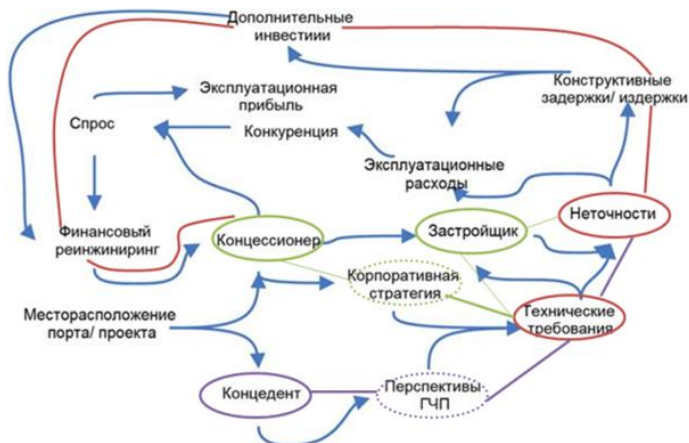 Дополнительные
инвестиии
Эксплуатационная
прибыль
Конструктивные
задержки/ издержки
Спрос
Конкуренция
Эксплуатационные
расходы
Неточности
Финансовый
реинжиниринг
Концессионер
Застройщик
Корпоративная
стратегия
Месторасположение
порта/ проекта
Технические
требования
Концедент
Перспективы
ГЧП